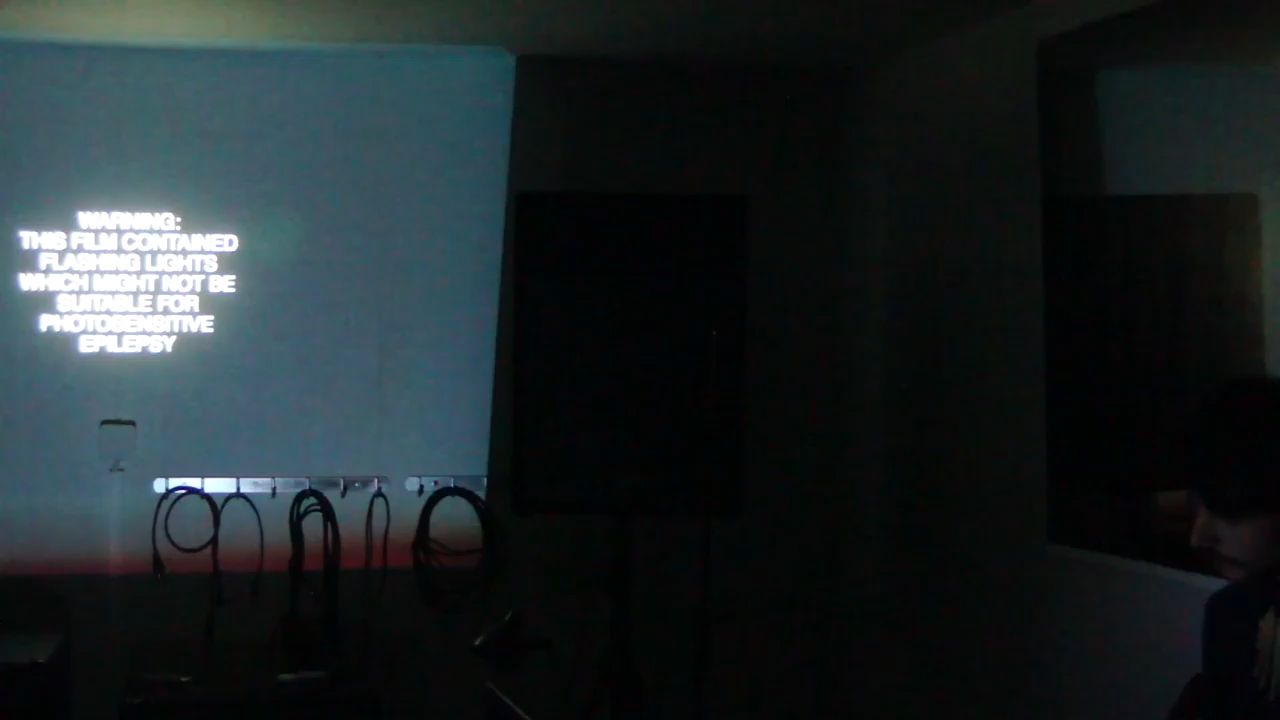 WARNING:
THIS FILM CONTAINED
FLASHING LIGHTS
WHICH MIGHT NOT BE
SUITABLE FOR
PHOTOSENSITIVE
EPILEPSY